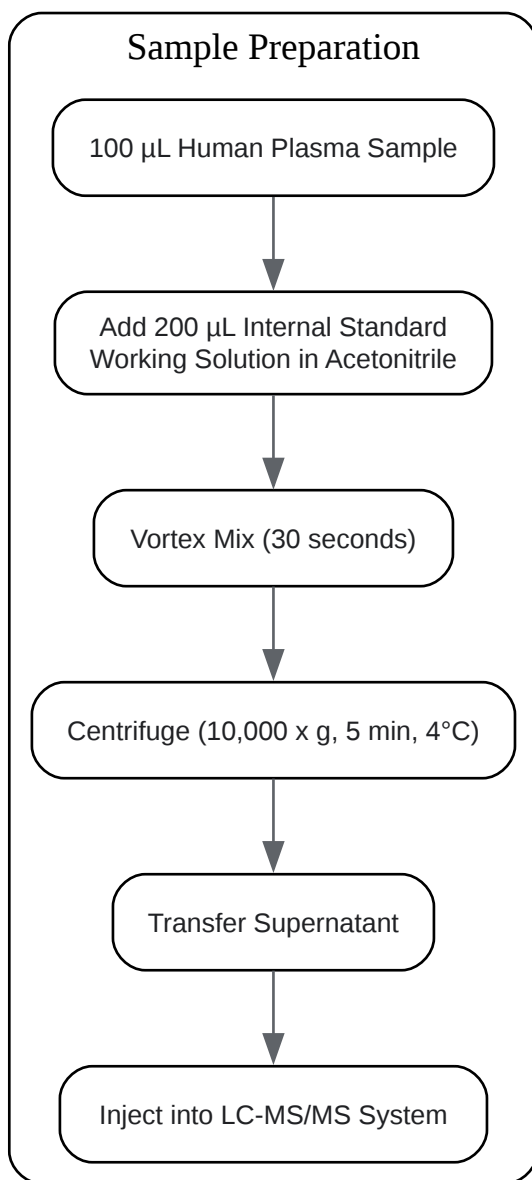 Sample Preparation
100 µL Human Plasma Sample
Add 200 µL Internal Standard
Working Solution in Acetonitrile
Vortex Mix (30 seconds)
Centrifuge (10,000 x g, 5 min, 4°C)
Transfer Supernatant
Inject into LC-MS/MS System